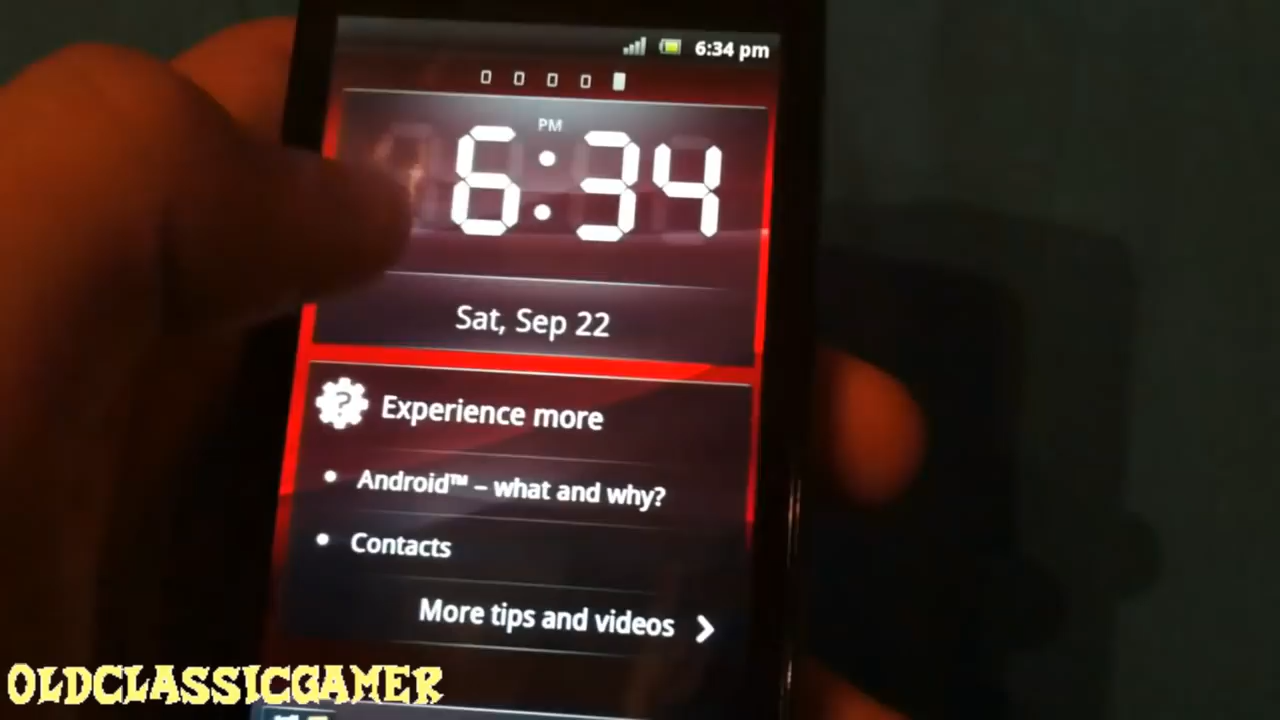 6:34 pm
PM
6:34
Sat, Sep 22
? Experience more
Android™ – what and why?
Contacts
More tips and videos
OLDCLASSICGAMER